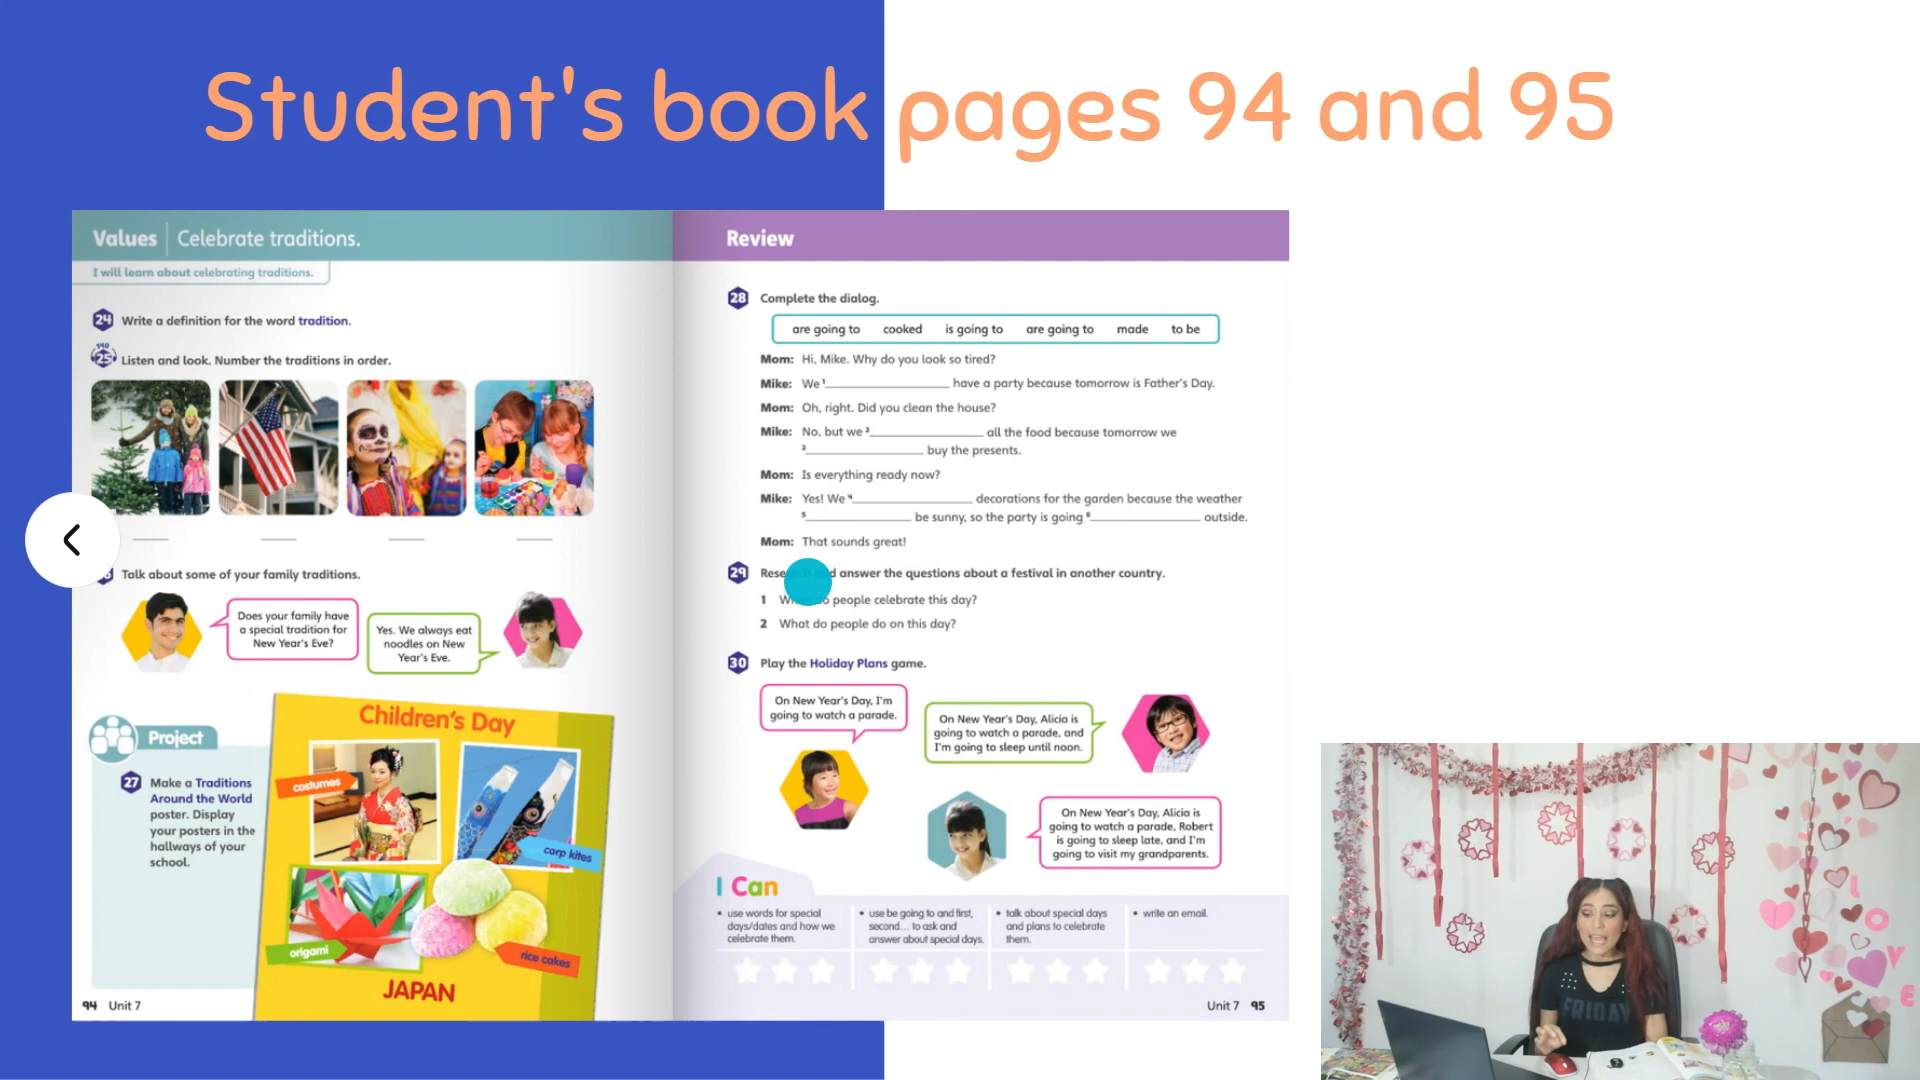 Student's book pages 94 and 95
Values Celebrate traditions.
I will learn about celebrating traditions.
24 Write a definition for the word tradition.
140
25 Listen and look. Number the traditions in order.
Talk about some of your family traditions.
Does your family have
a special tradition for
New Year's Eve?
Yes. We always eat
noodles on New
Year's Eve.
Project
27 Make a Traditions
Around the World
poster. Display
your posters in the
hallways of your
school.
Children's Day
costumes
carp kites
origami
rice cakes
JAPAN
94 Unit 7
Review
28 Complete the dialog.
are going to cooked is going to are going to made to be
Mom: Hi, Mike. Why do you look so tired?
Mike: We 1 have a party because tomorrow is Father's Day.
Mom: Oh, right. Did you clean the house?
Mike: No, but we 2 all the food because tomorrow we
3 buy the presents.
Mom: Is everything ready now?
Mike: Yes! We 4 decorations for the garden because the weather
5 be sunny, so the party is going 6 outside.
Mom: That sounds great!
29 answer the questions about a festival in another country.
1 people celebrate this day?
2 What do people do on this day?
30 Play the Holiday Plans game.
On New Year's Day, I'm
going to watch a parade.
On New Year's Day, Alicia is
going to watch a parade, and
I'm going to sleep until noon.
On New Year's Day, Alicia is
going to watch a parade, Robert
is going to sleep late, and I'm
going to visit my grandparents.
I Can
• use words for special
days/dates and how we
celebrate them.
• use be going to and first,
second... to ask and
answer about special days.
• talk about special days
and plans to celebrate
them.
• write an email.
Unit 7 95
LOVE
FRIDAY